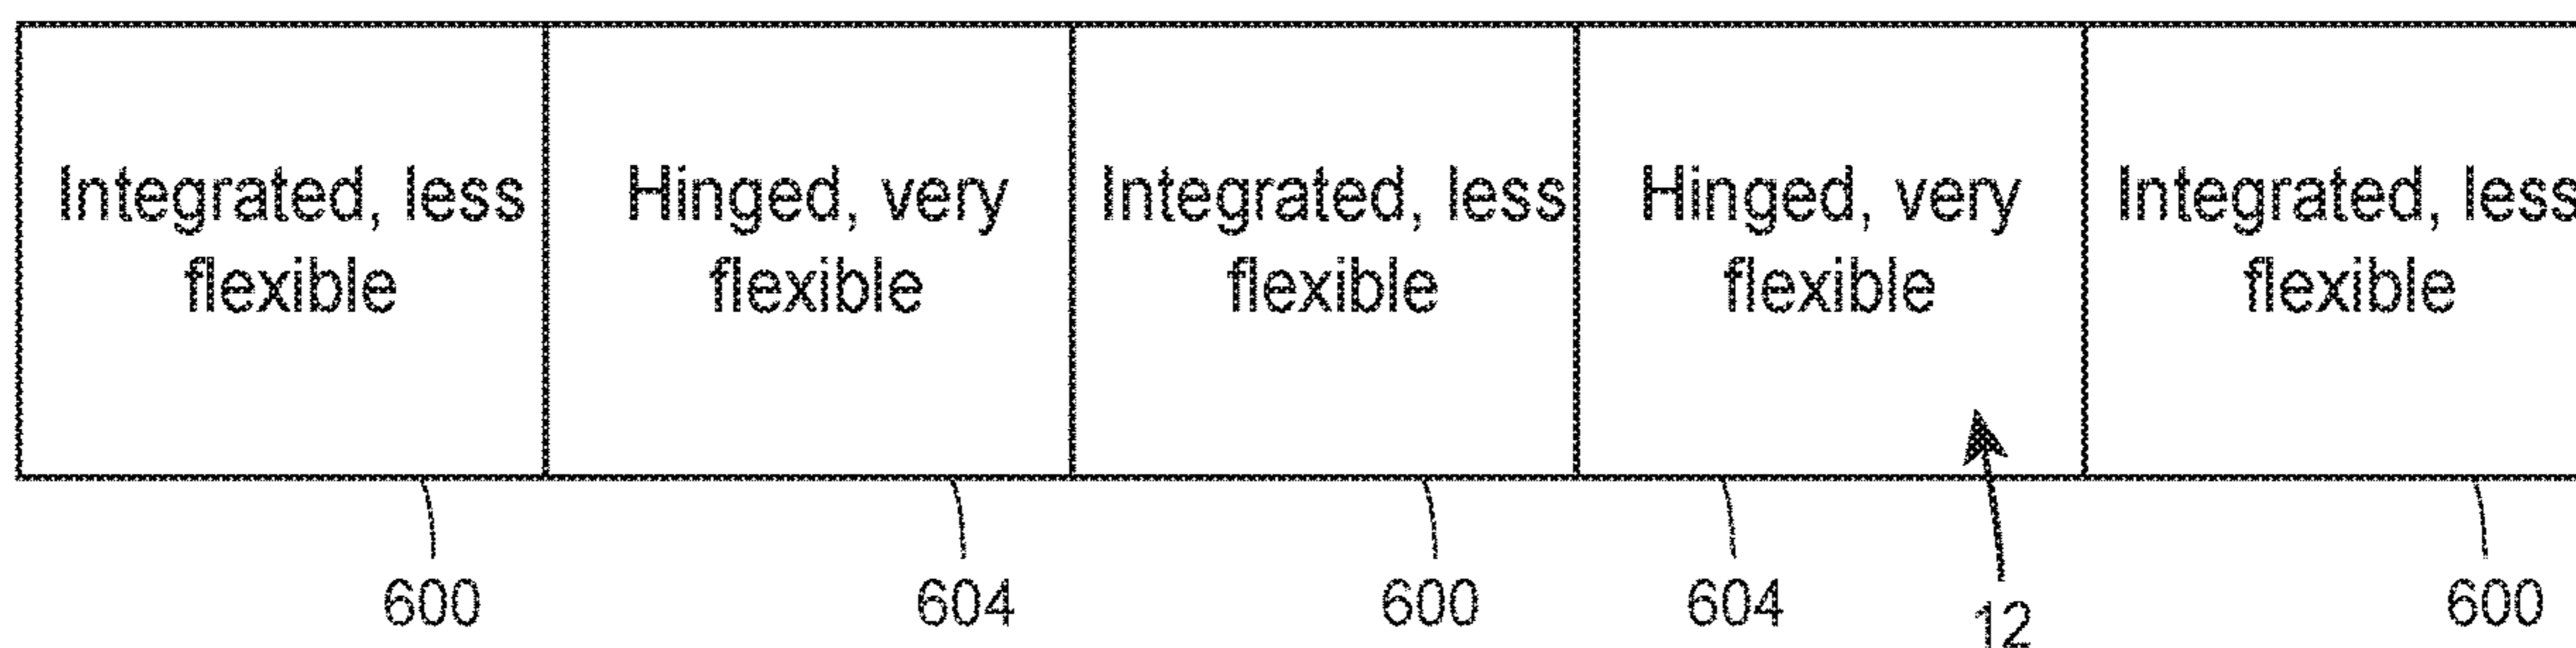 Integrated, less
flexible
Hinged, very
flexible
Integrated, less
flexible
Hinged, very
flexible
Integrated, less
flexible
600
604
600
604
12
600